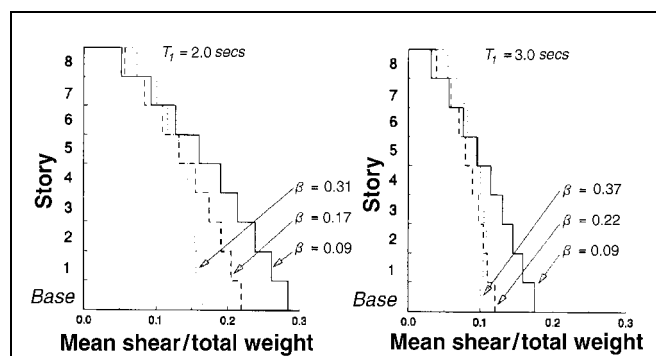 T1 = 2.0 secs
Story
8
7
6
5
4
3
2
1
Base
β = 0.31
β = 0.17
β = 0.09
0.0
0.1
0.2
0.3
Mean shear/total weight
T1 = 3.0 secs
Story
8
7
6
5
4
3
2
1
Base
β = 0.37
β = 0.22
β = 0.09
0.0
0.1
0.2
0.3
Mean shear/total weight